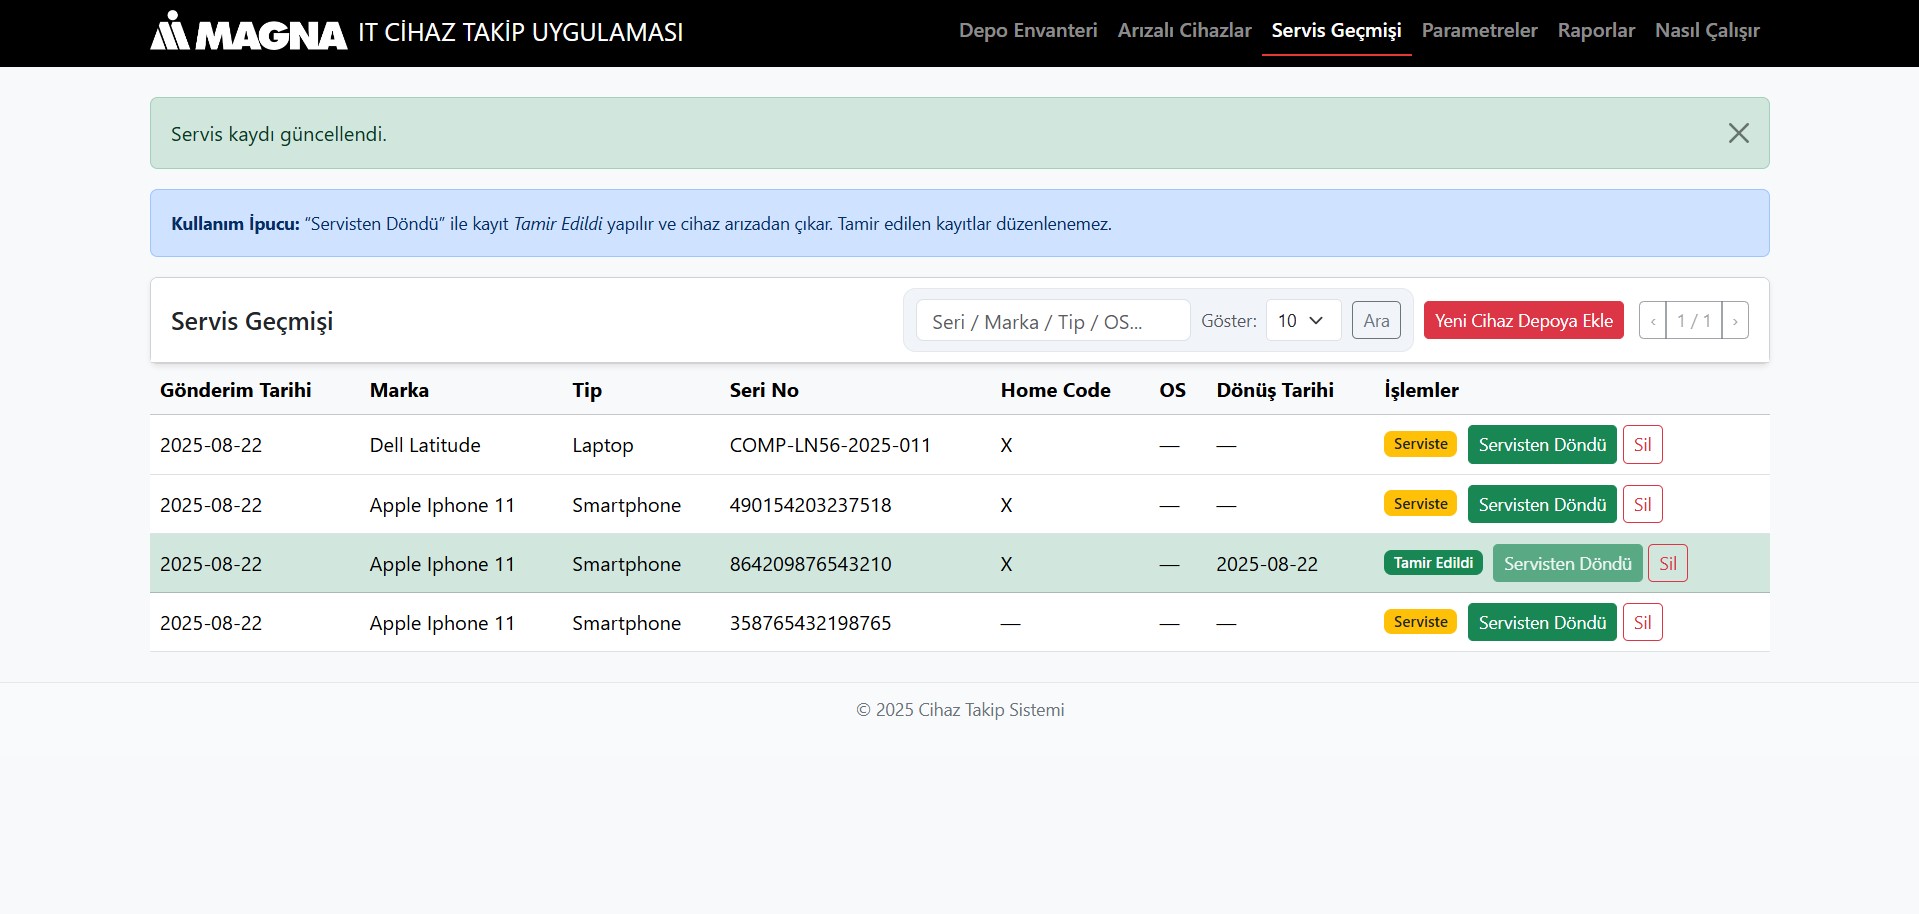 MAGNA IT CİHAZ TAKİP UYGULAMASI Depo Envanteri Arızalı Cihazlar Servis Geçmişi Parametreler Raporlar Nasıl Çalışır
Servis kaydı güncellendi.
Kullanım İpucu: “Servisten Döndü” ile kayıt Tamir Edildi yapılır ve cihaz arızadan çıkar. Tamir edilen kayıtlar düzenlenemez.
Servis Geçmişi Seri / Marka / Tip / OS... Göster: 10 Ara Yeni Cihaz Depoya Ekle ‹ 1 / 1 ›
Gönderim Tarihi Marka Tip Seri No Home Code OS Dönüş Tarihi İşlemler
2025-08-22 Dell Latitude Laptop COMP-LN56-2025-011 X — — Serviste Servisten Döndü Sil
2025-08-22 Apple Iphone 11 Smartphone 490154203237518 X — — Serviste Servisten Döndü Sil
2025-08-22 Apple Iphone 11 Smartphone 864209876543210 X — 2025-08-22 Tamir Edildi Servisten Döndü Sil
2025-08-22 Apple Iphone 11 Smartphone 358765432198765 — — — Serviste Servisten Döndü Sil
© 2025 Cihaz Takip Sistemi